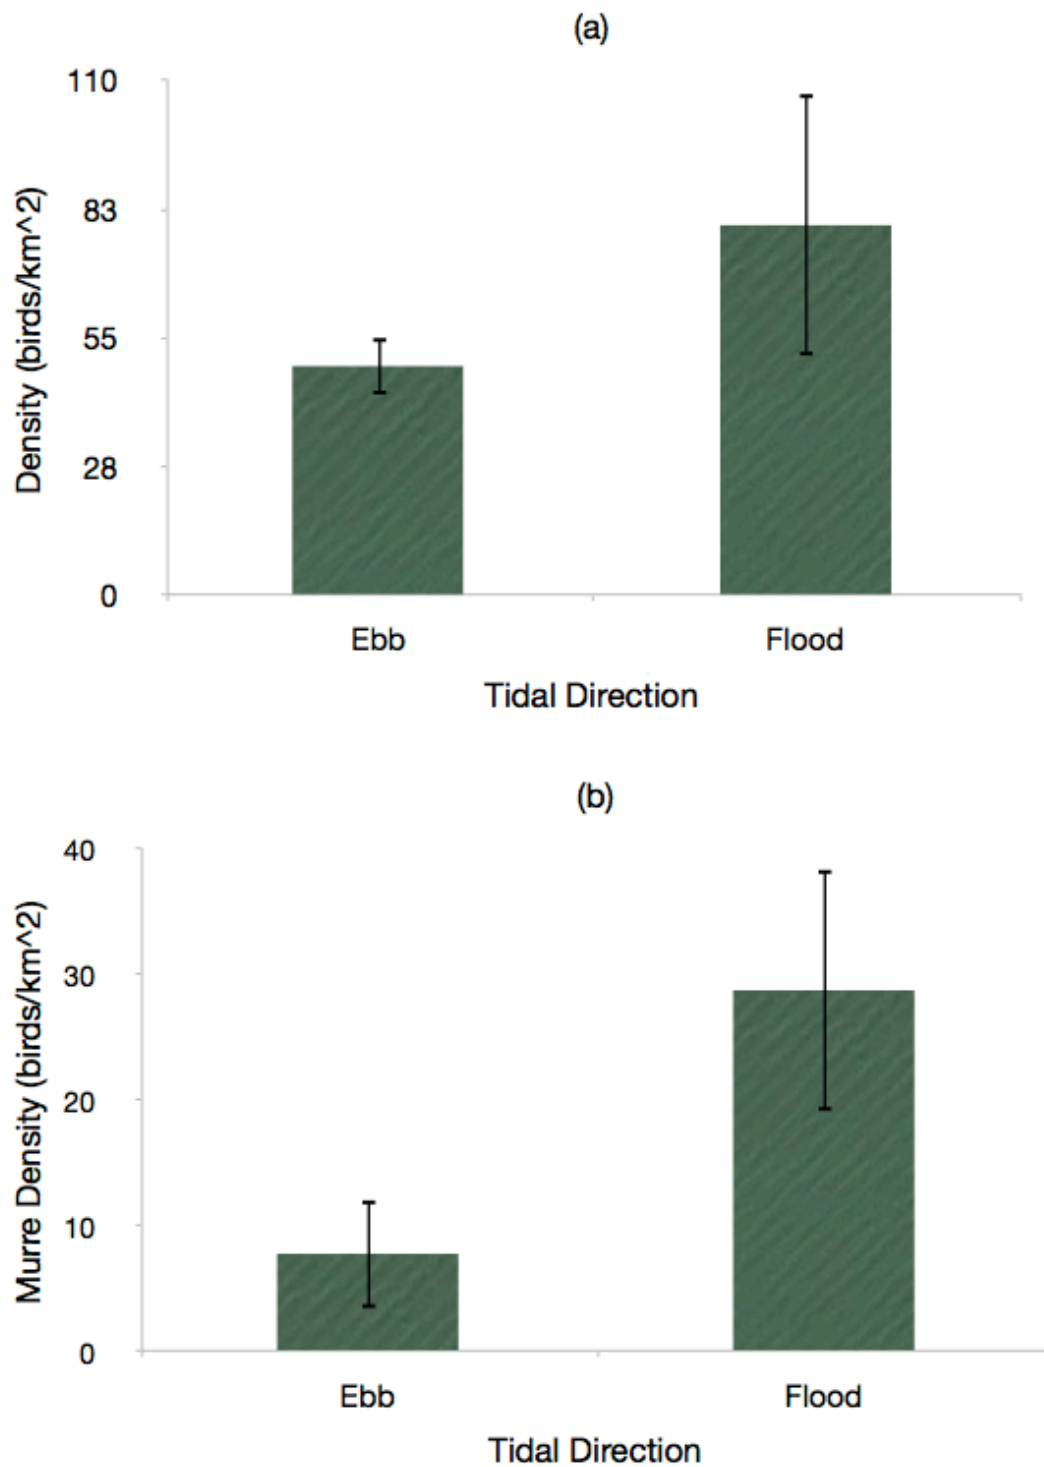 (a)
110
83
55
28
0
Density (birds/km^2)
Ebb
Flood
Tidal Direction
(b)
40
30
20
10
0
Murre Density (birds/km^2)
Ebb
Flood
Tidal Direction